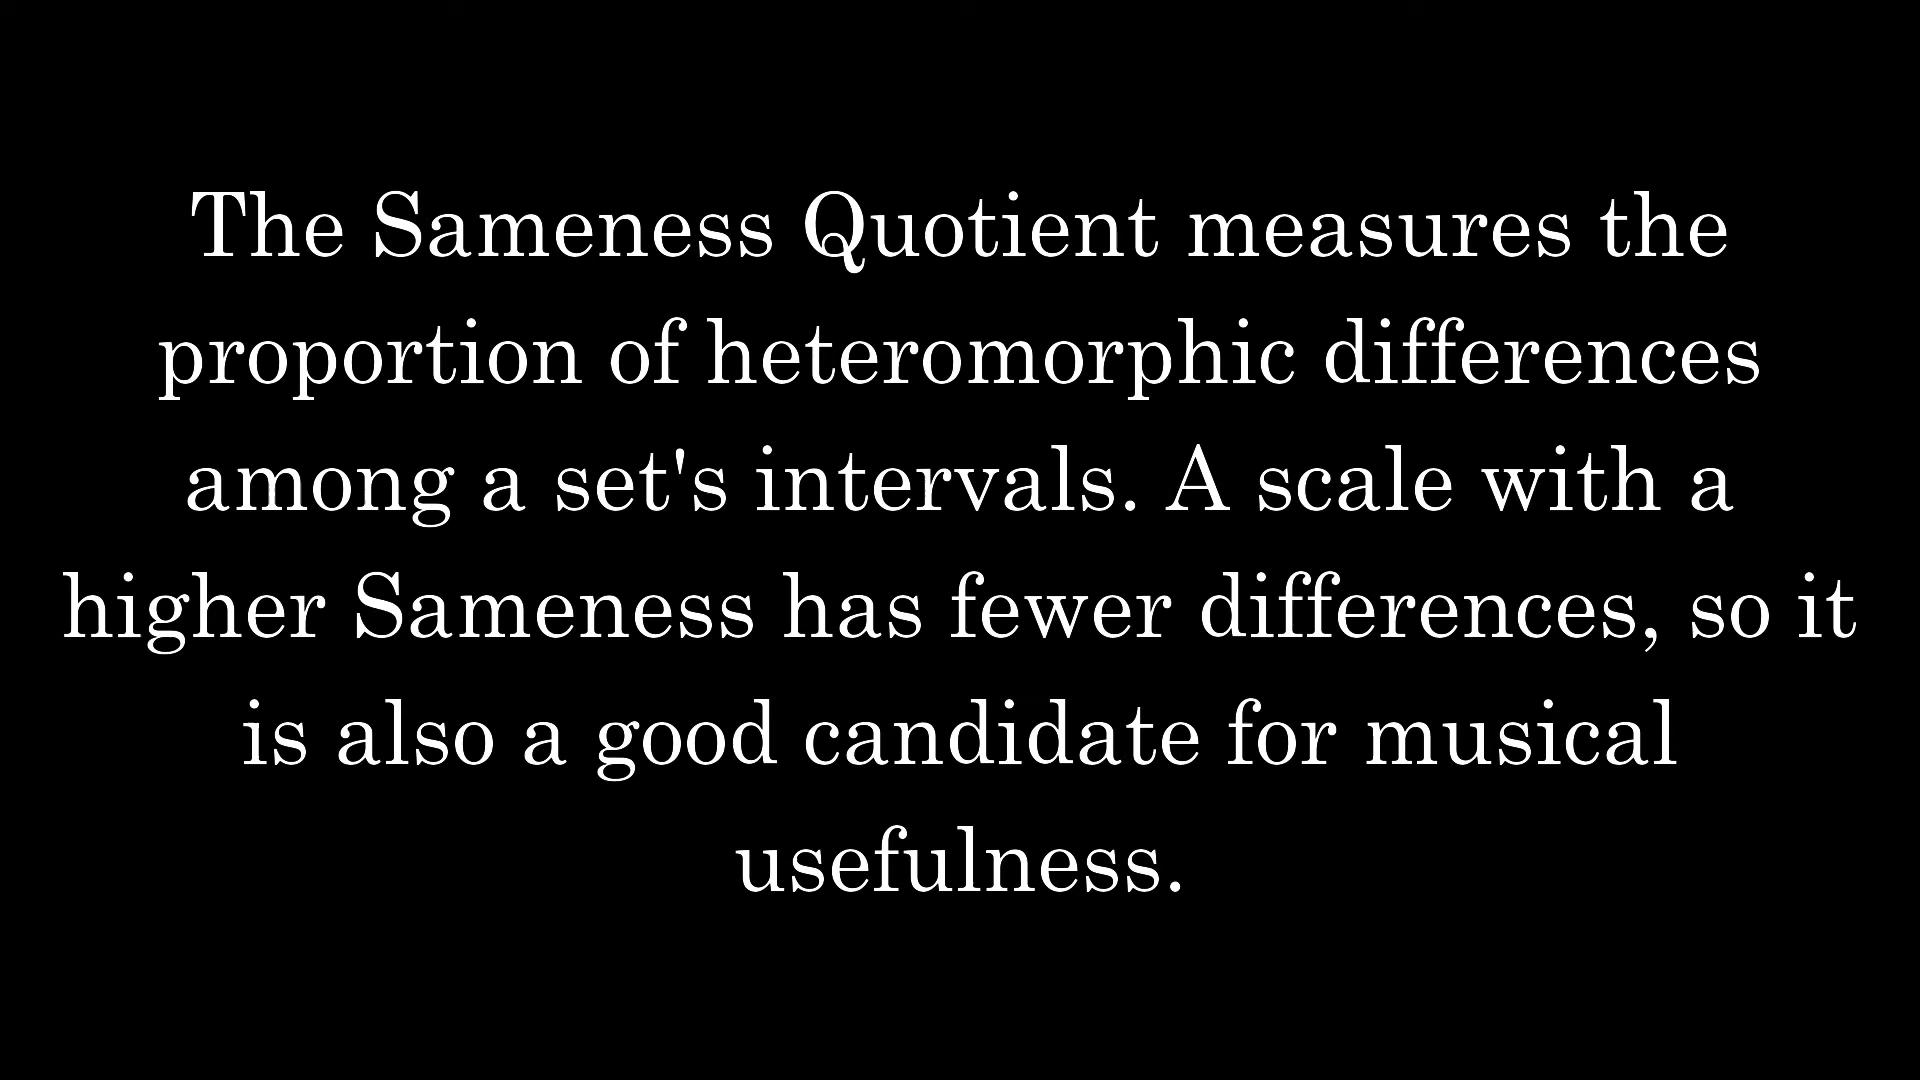 The Sameness Quotient measures the
proportion of heteromorphic differences
among a set's intervals. A scale with a
higher Sameness has fewer differences, so it
is also a good candidate for musical
usefulness.